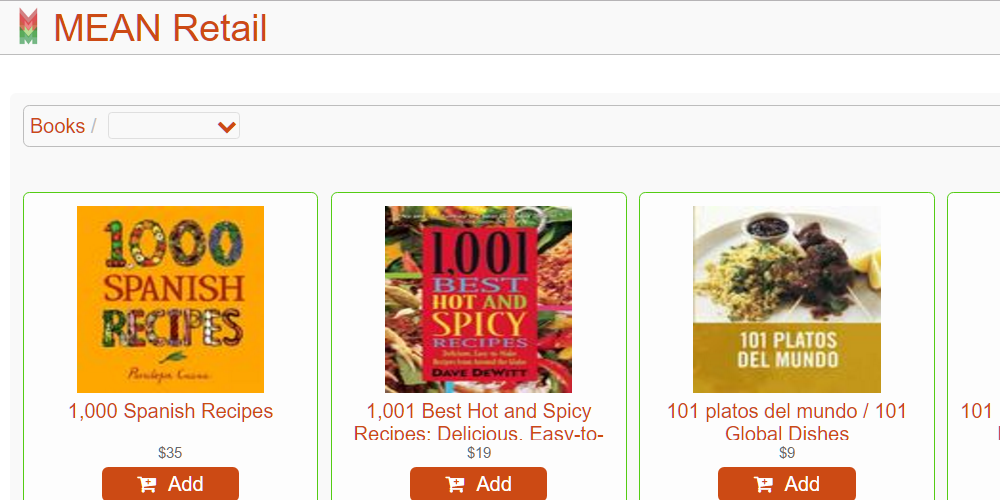 MEAN Retail
Books /
1,000
SPANISH
RECIPES
1,001
BEST
HOT AND
SPICY
RECIPES
Delicious, Easy-to-Make
Recipes from Around the Globe
DAVE DEWITT
101 PLATOS
DEL MUNDO
1,000 Spanish Recipes
$35
Add
1,001 Best Hot and Spicy
Recipes: Delicious, Easy-to-
$19
Add
101 platos del mundo / 101
Global Dishes
$9
Add
101